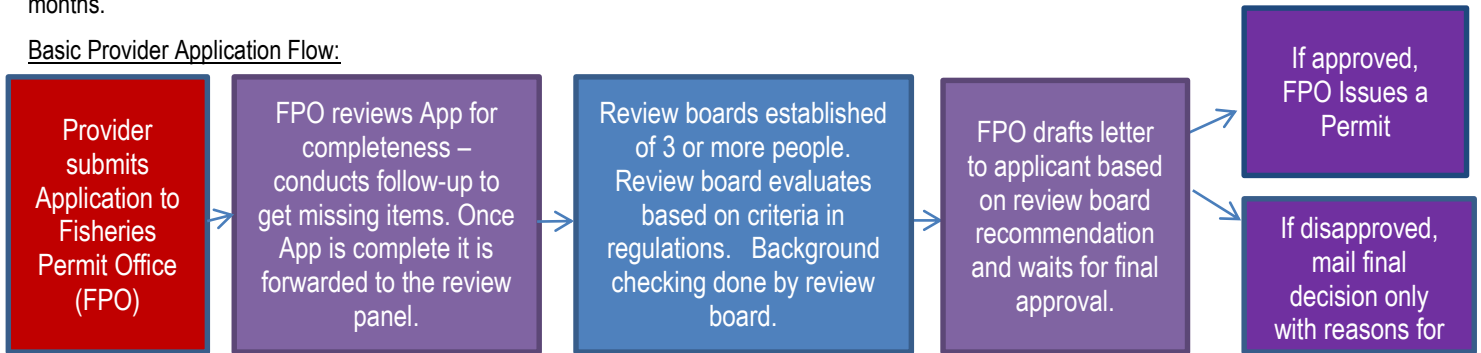 months.
Basic Provider Application Flow:
Provider
submits
Application to
Fisheries
Permit Office
(FPO)
FPO reviews App for
completeness –
conducts follow-up to
get missing items. Once
App is complete it is
forwarded to the review
panel.
Review boards established
of 3 or more people.
Review board evaluates
based on criteria in
regulations.   Background
checking done by review
board.
FPO drafts letter
to applicant based
on review board
recommendation
and waits for final
approval.
If approved,
FPO Issues a
Permit
If disapproved,
mail final
decision only
with reasons for